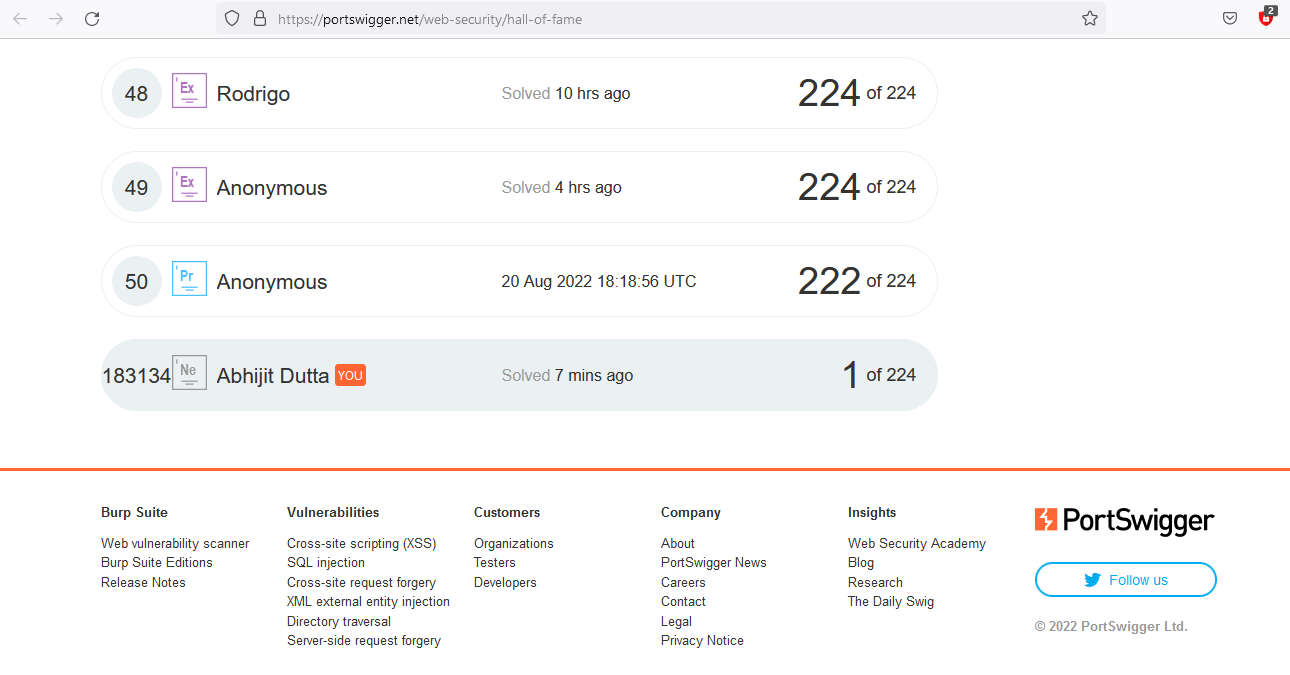 https://portswigger.net/web-security/hall-of-fame
2
48 Ex Rodrigo Solved 10 hrs ago 224 of 224
49 Ex Anonymous Solved 4 hrs ago 224 of 224
50 Pr Anonymous 20 Aug 2022 18:18:56 UTC 222 of 224
183134 Ne Abhijit Dutta YOU Solved 7 mins ago 1 of 224
Burp Suite
Web vulnerability scanner
Burp Suite Editions
Release Notes
Vulnerabilities
Cross-site scripting (XSS)
SQL injection
Cross-site request forgery
XML external entity injection
Directory traversal
Server-side request forgery
Customers
Organizations
Testers
Developers
Company
About
PortSwigger News
Careers
Contact
Legal
Privacy Notice
Insights
Web Security Academy
Blog
Research
The Daily Swig
PortSwigger
Follow us
© 2022 PortSwigger Ltd.